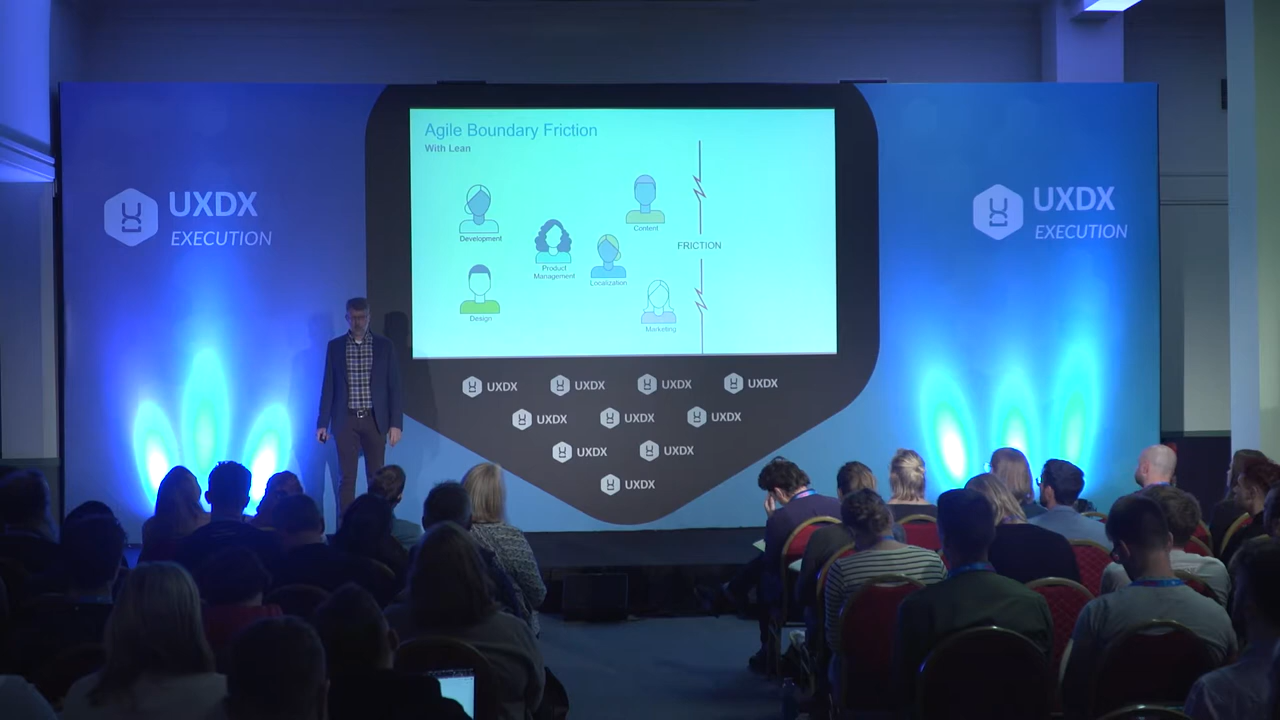 UXDX
EXECUTION
Agile Boundary Friction
With Lean
Development
Product
Management
Design
Localization
Content
Marketing
FRICTION
UXDX
EXECUTION
UXDX
UXDX
UXDX
UXDX
UXDX
UXDX
UXDX
UXDX
UXDX
UXDX